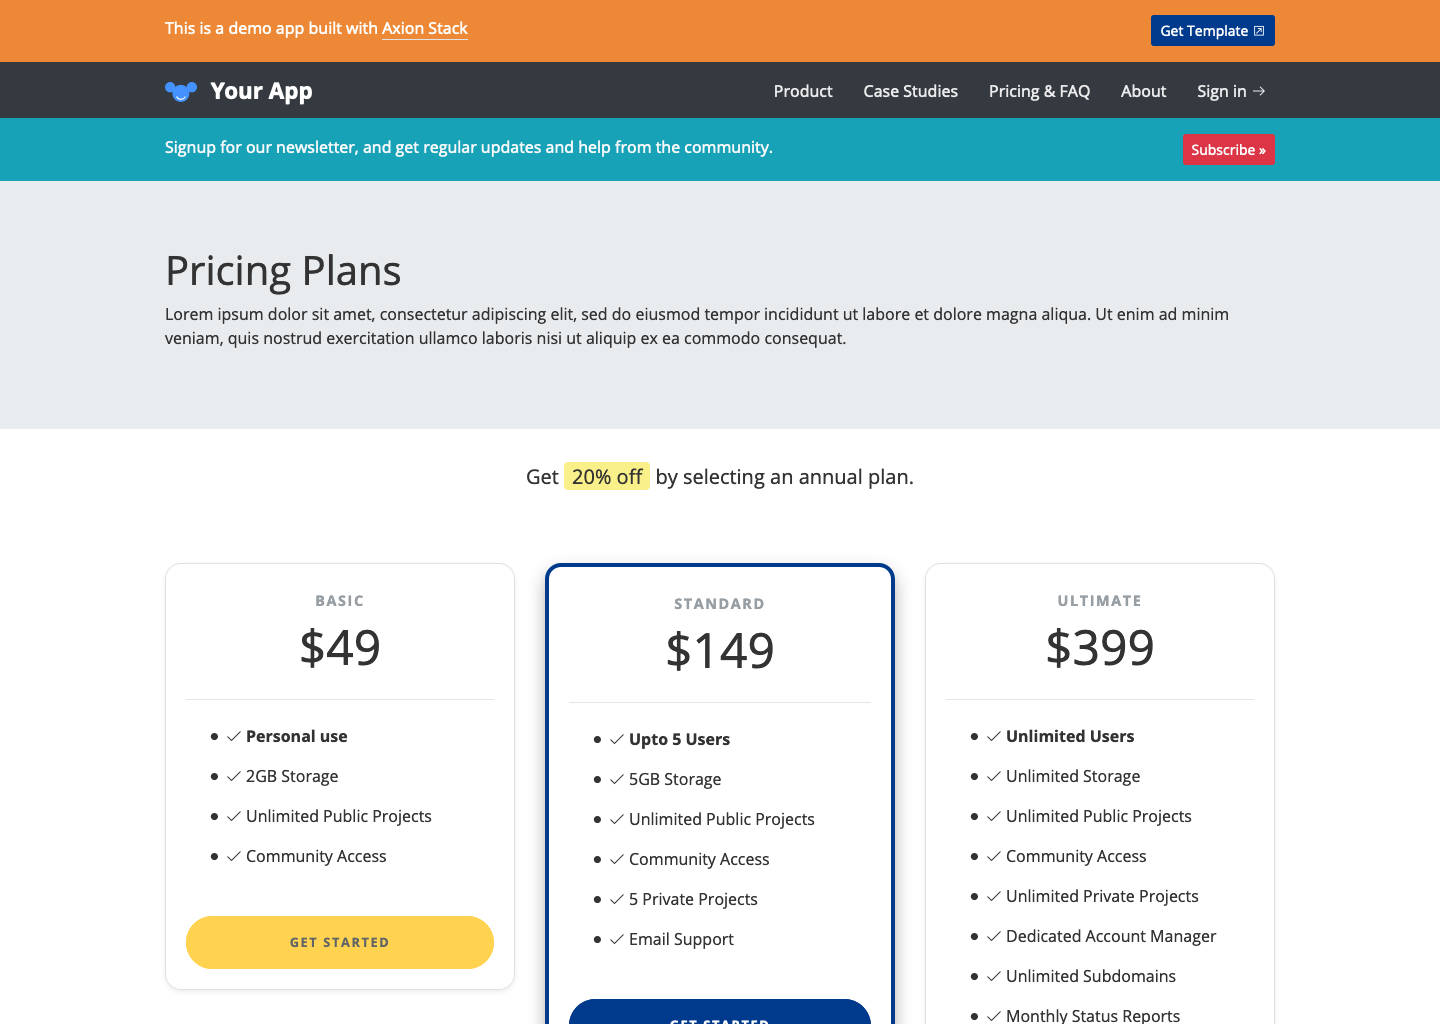 This is a demo app built with Axion Stack
Get Template
Your App
Product
Case Studies
Pricing & FAQ
About
Sign in
Signup for our newsletter, and get regular updates and help from the community.
Subscribe »
Pricing Plans
Lorem ipsum dolor sit amet, consectetur adipiscing elit, sed do eiusmod tempor incididunt ut labore et dolore magna aliqua. Ut enim ad minim
veniam, quis nostrud exercitation ullamco laboris nisi ut aliquip ex ea commodo consequat.
Get 20% off by selecting an annual plan.
BASIC
$49
Personal use
2GB Storage
Unlimited Public Projects
Community Access
GET STARTED
STANDARD
$149
Upto 5 Users
5GB Storage
Unlimited Public Projects
Community Access
5 Private Projects
Email Support
GET STARTED
ULTIMATE
$399
Unlimited Users
Unlimited Storage
Unlimited Public Projects
Community Access
Unlimited Private Projects
Dedicated Account Manager
Unlimited Subdomains
Monthly Status Reports